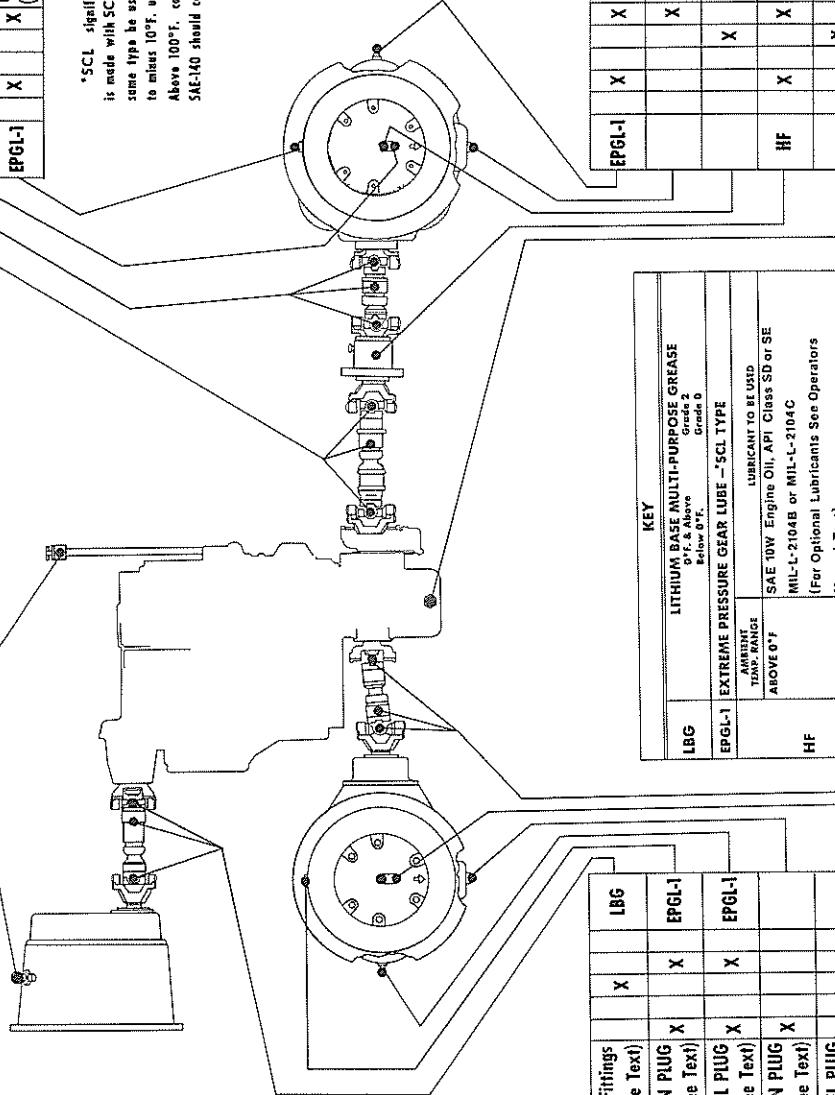 EPGL-1 X X
*SCL signif
is made with SC
same type be us
to minus 10°F. u
Above 100°F. co
SAE-140 should c
Fittings X LBG
e Text)
N PLUG X X EPGL-1
ne Text)
L PLUG X X EPGL-1
e Text)
N PLUG X
e Text)
EL PLUG
KEY
LBG LITHIUM BASE MULTI-PURPOSE GREASE
0°F. & Above Grade 2
Below 0°F. Grade 0
EPGL-1 EXTREME PRESSURE GEAR LUBE –*SCL TYPE
AMBIENT TEMP. RANGE LUBRICANT TO BE USED
HF ABOVE 0°F SAE 10W Engine Oil, API Class SD or SE
MIL-L-2104B or MIL-L-2104C
(For Optional Lubricants See Operators
EPGL-1 X X
X
X
HF X X
X